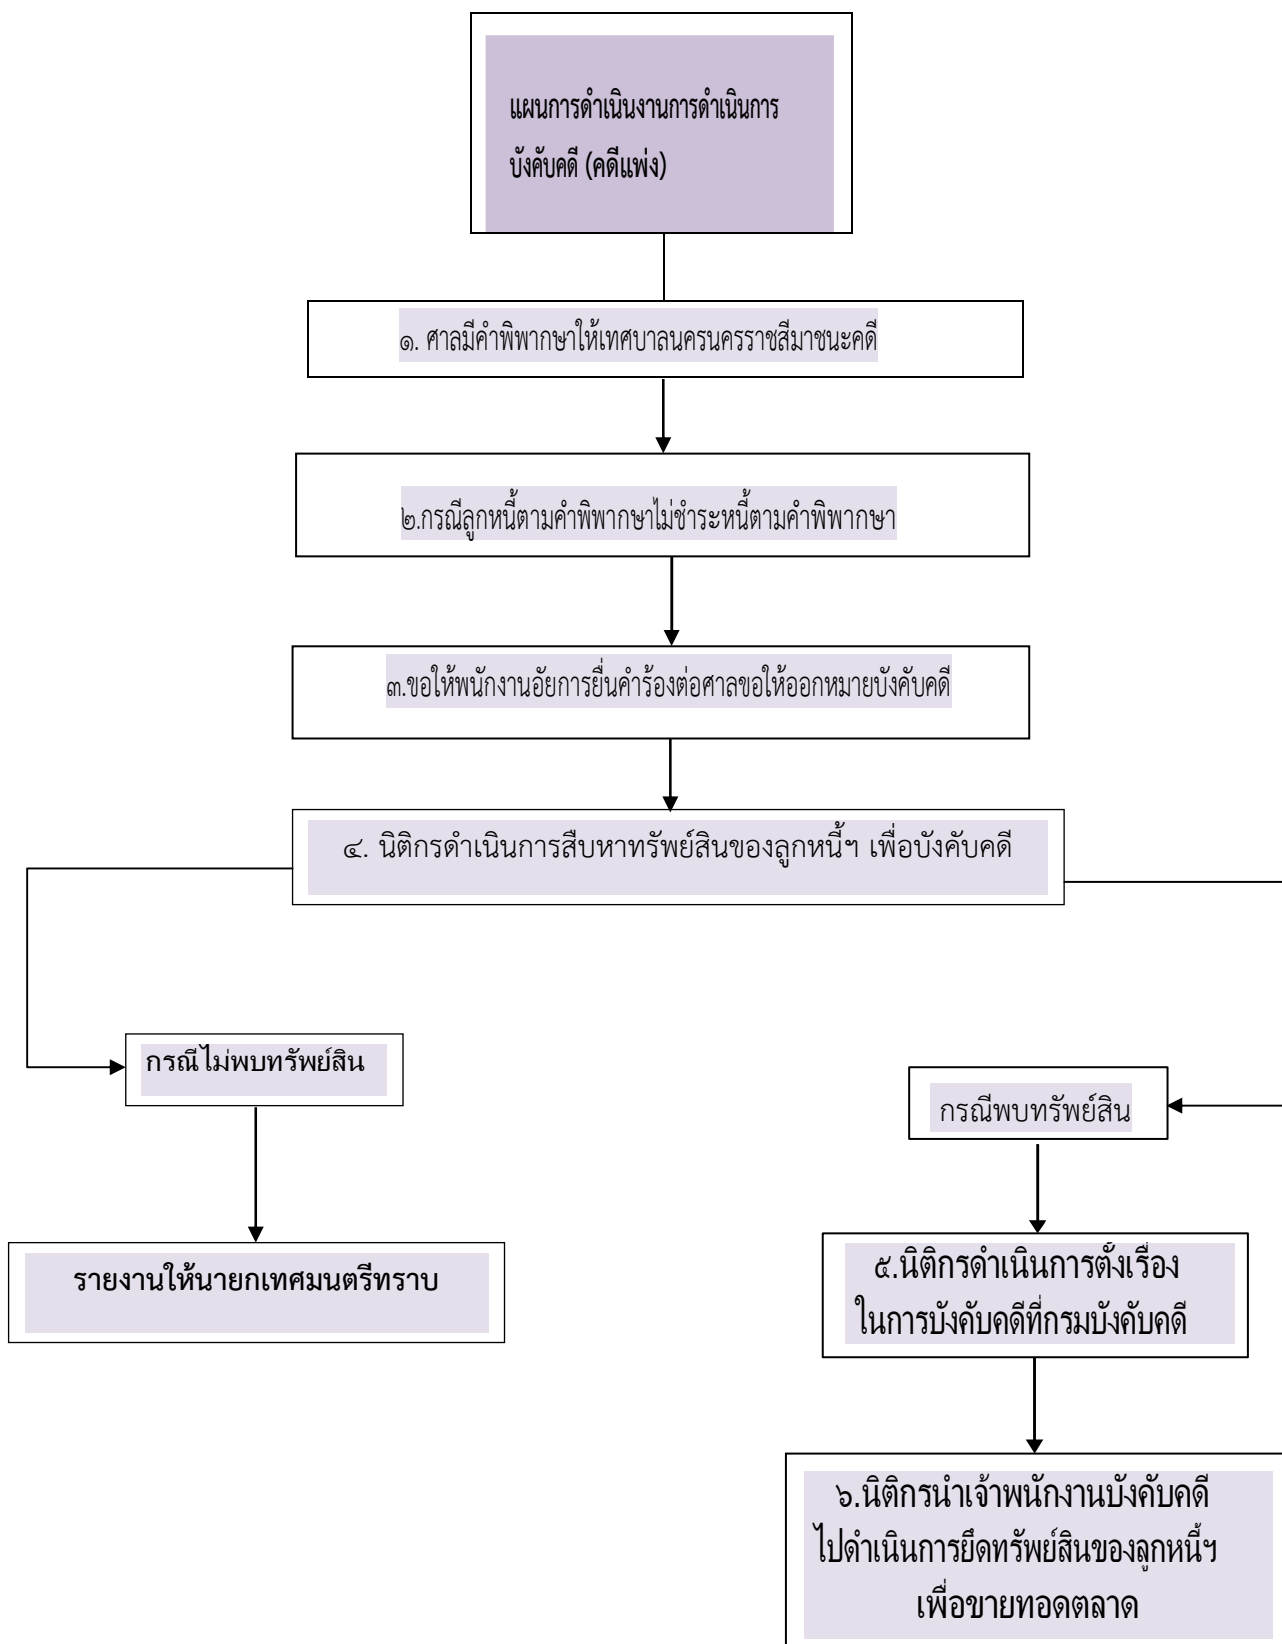 แผนการดำเนินงานการดำเนินการ
บังคับคดี (คดีแพ่ง)
๑. ศาลมีคำพิพากษาให้เทศบาลนครนครราชสีมาชนะคดี
๒.กรณีลูกหนี้ตามคำพิพากษาไม่ชำระหนี้ตามคำพิพากษา
๓.ขอให้พนักงานอัยการยื่นคำร้องต่อศาลขอให้ออกหมายบังคับคดี
๔. นิติกรดำเนินการสืบหาทรัพย์สินของลูกหนี้ฯ เพื่อบังคับคดี
กรณีไม่พบทรัพย์สิน
รายงานให้นายกเทศมนตรีทราบ
กรณีพบทรัพย์สิน
๕.นิติกรดำเนินการตั้งเรื่อง
ในการบังคับคดีที่กรมบังคับคดี
๖.นิติกรนำเจ้าพนักงานบังคับคดี
ไปดำเนินการยึดทรัพย์สินของลูกหนี้ฯ
เพื่อขายทอดตลาด